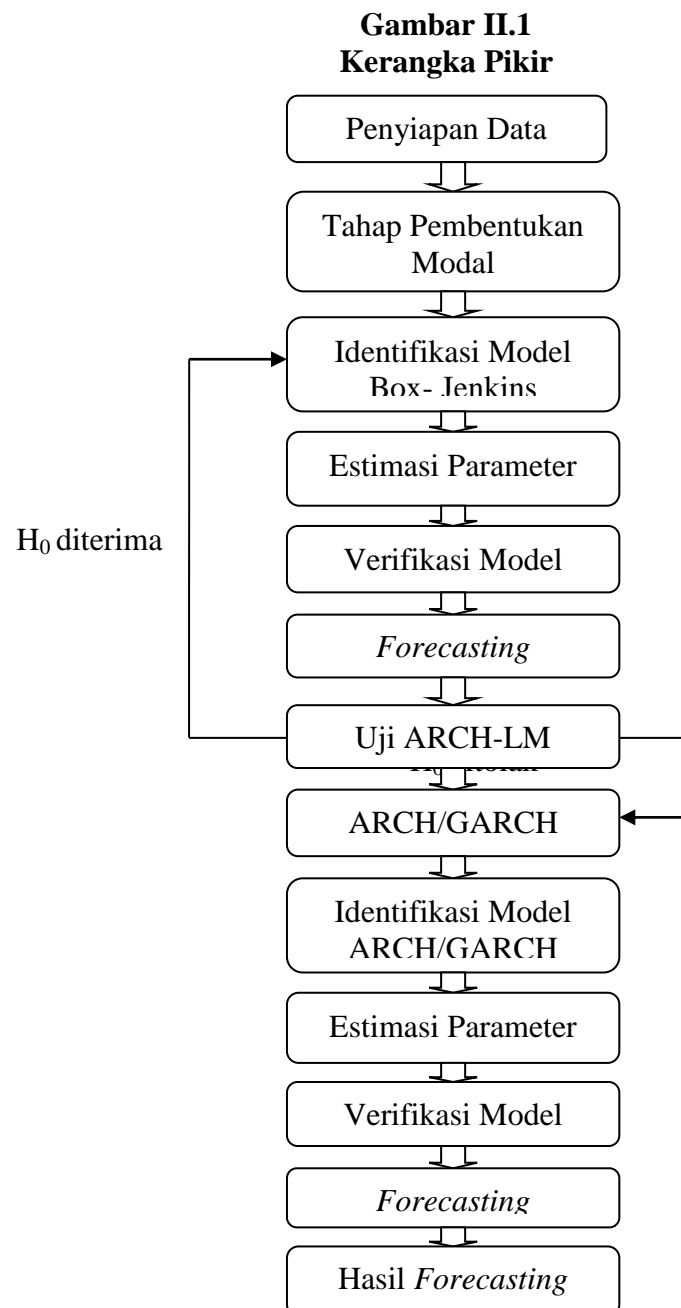 Gambar II.1
Kerangka Pikir
Penyiapan Data
Tahap Pembentukan
Modal
Identifikasi Model
Box- Jenkins
Estimasi Parameter
H₀ diterima
Verifikasi Model
Forecasting
Uji ARCH-LM
ARCH/GARCH
Identifikasi Model
ARCH/GARCH
Estimasi Parameter
Verifikasi Model
Forecasting
Hasil Forecasting